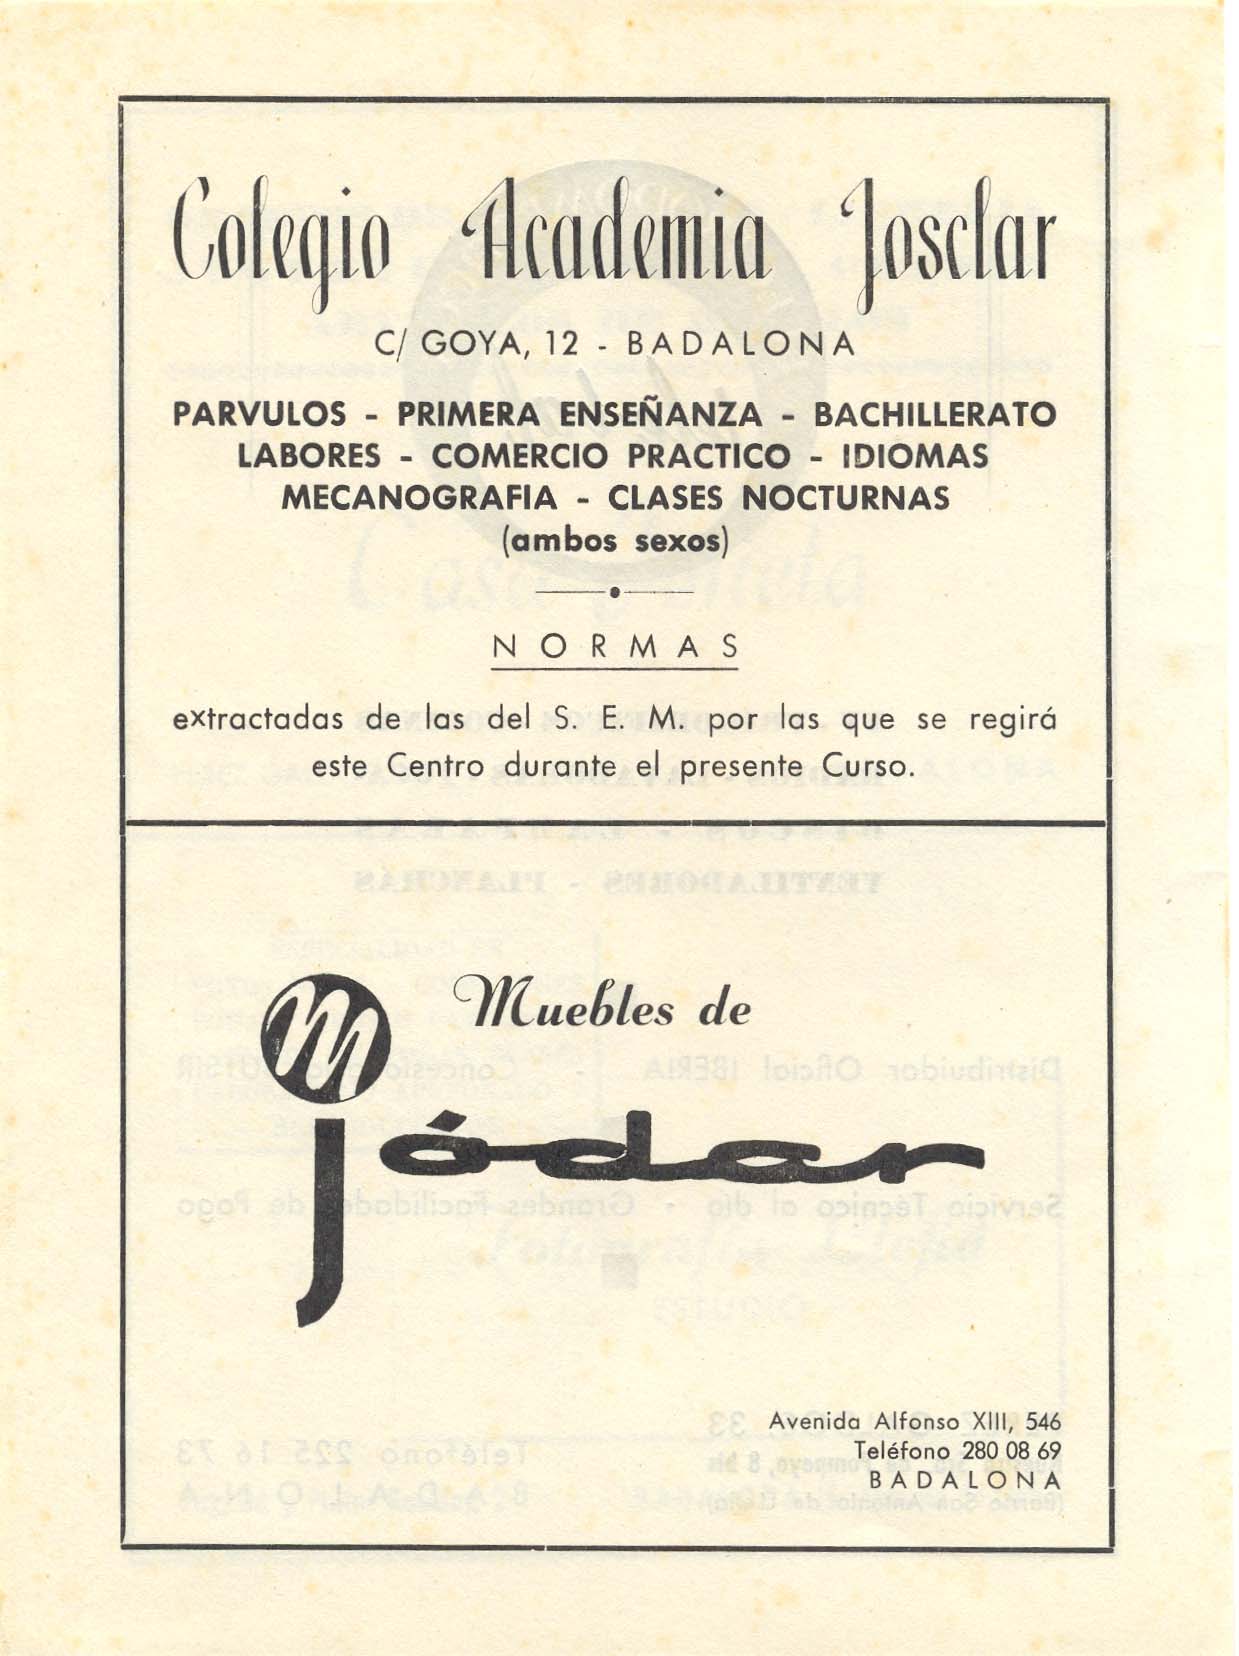 Colegio Academia Josclar
C/ GOYA, 12 - BADALONA
PARVULOS - PRIMERA ENSEÑANZA - BACHILLERATO
LABORES - COMERCIO PRACTICO - IDIOMAS
MECANOGRAFIA - CLASES NOCTURNAS
(ambos sexos)
NORMAS
extractadas de las del S. E. M. por las que se regirá
este Centro durante el presente Curso.
M
Muebles de
jódar
Avenida Alfonso XIII, 546
Teléfono 280 08 69
BADALONA